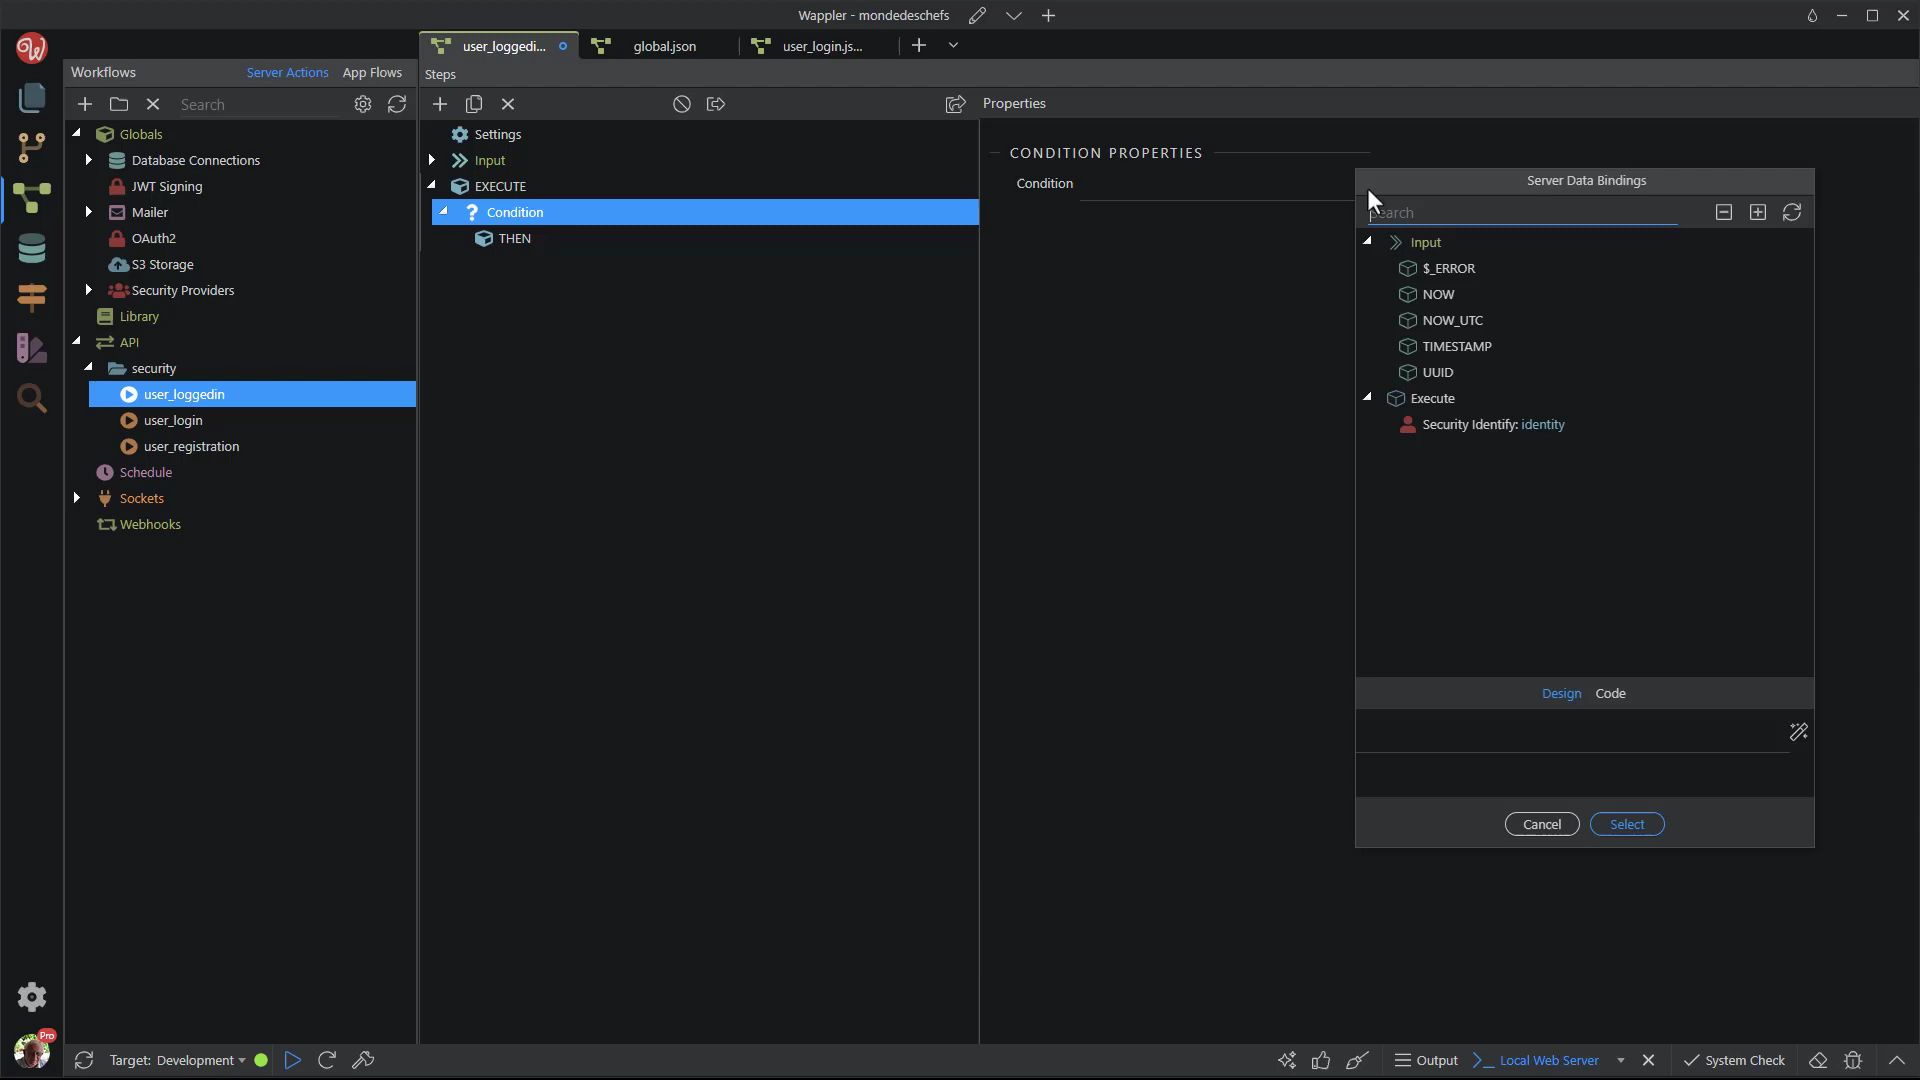 Wappler - mondedeschefs
user_loggedi...
global.json
user_login.js...
Workflows
Server Actions
App Flows
Steps
Search
Properties
Globals
Database Connections
JWT Signing
Mailer
OAuth2
S3 Storage
Security Providers
Library
API
security
user_loggedin
user_login
user_registration
Schedule
Sockets
Webhooks
Settings
Input
EXECUTE
Condition
THEN
CONDITION PROPERTIES
Condition
Server Data Bindings
Search
Input
$_ERROR
NOW
NOW_UTC
TIMESTAMP
UUID
Execute
Security Identify: identity
Design
Code
Cancel
Select
Pro
Target: Development
Output
Local Web Server
System Check